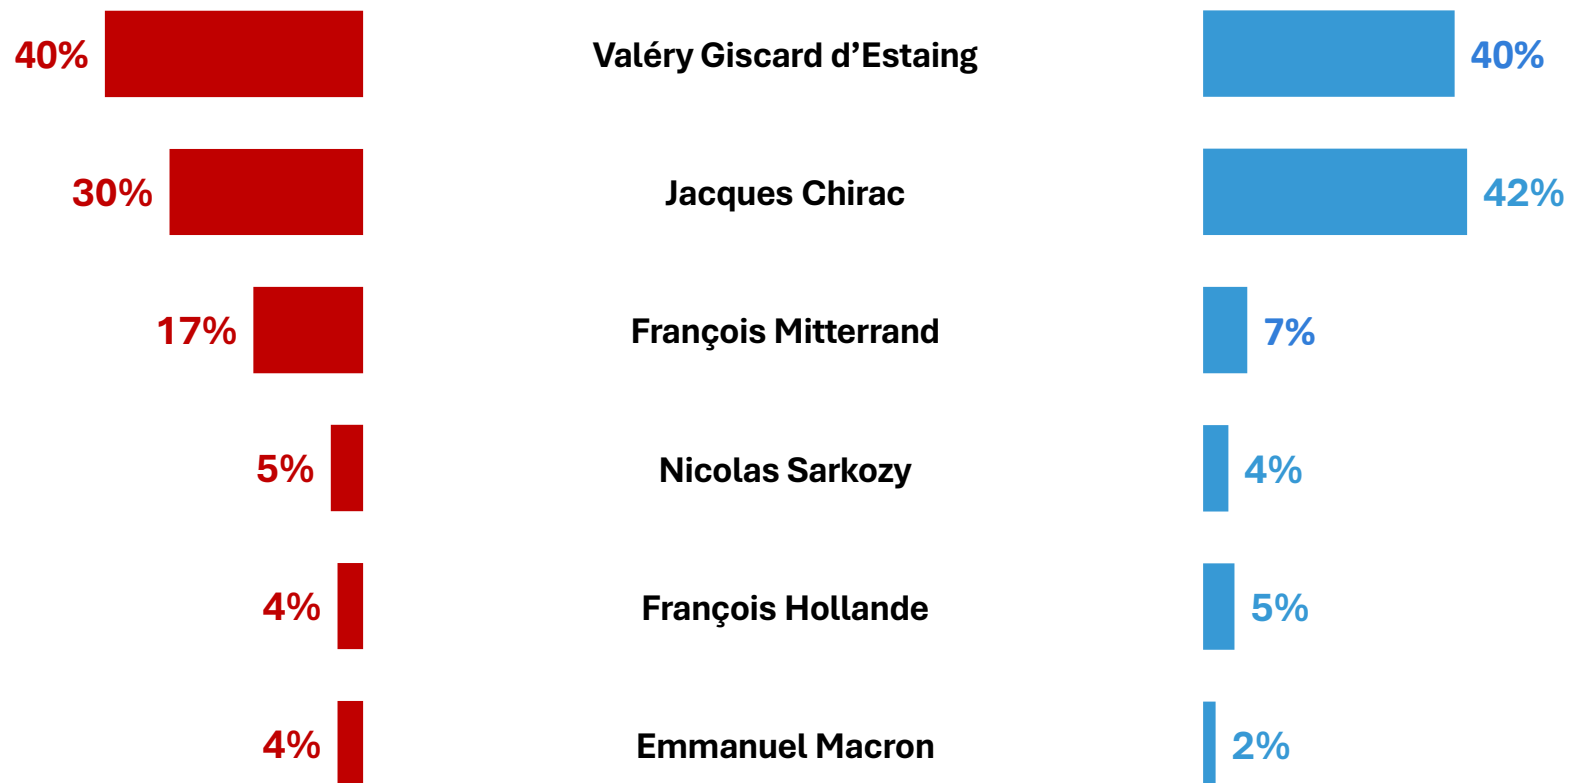 40% Valéry Giscard d’Estaing 40%
30% Jacques Chirac 42%
17% François Mitterrand 7%
5% Nicolas Sarkozy 4%
4% François Hollande 5%
4% Emmanuel Macron 2%